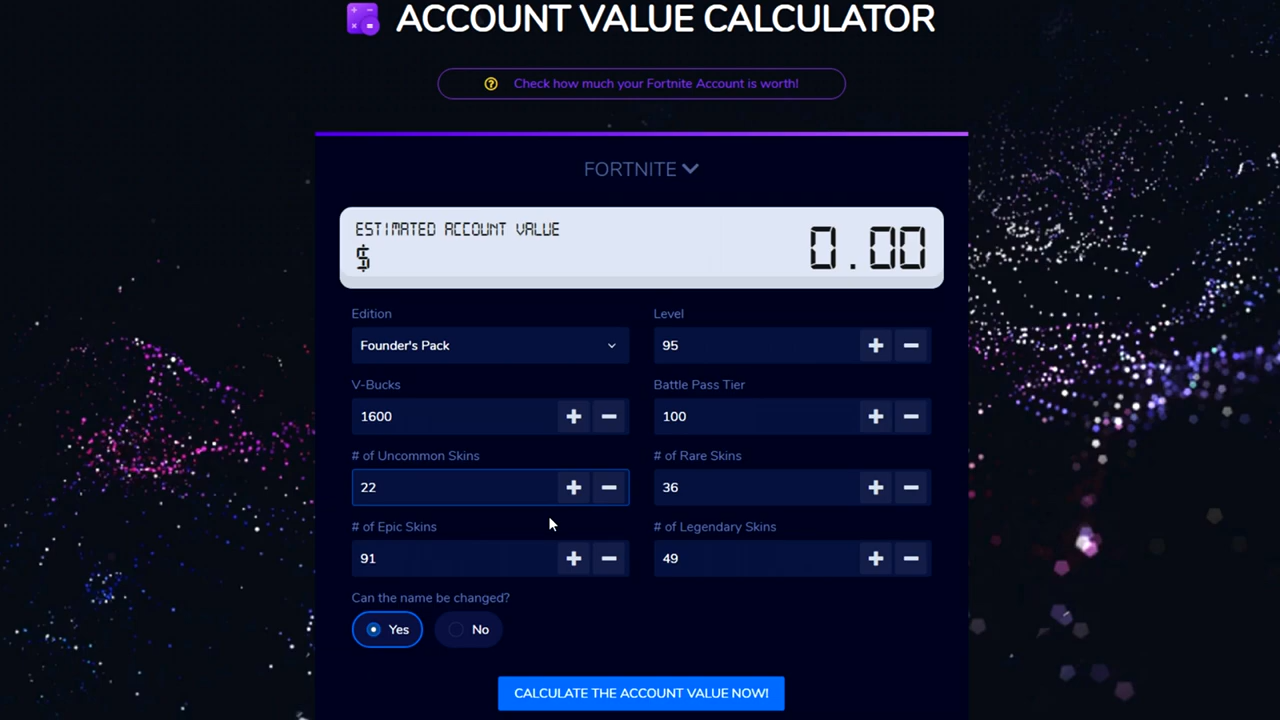 ACCOUNT VALUE CALCULATOR
Check how much your Fortnite Account is worth!
FORTNITE
ESTIMATED ACCOUNT VALUE
$ 0.00
Edition Level
Founder's Pack 95
V-Bucks Battle Pass Tier
1600 100
# of Uncommon Skins # of Rare Skins
22 36
# of Epic Skins # of Legendary Skins
91 49
Can the name be changed?
Yes No
CALCULATE THE ACCOUNT VALUE NOW!